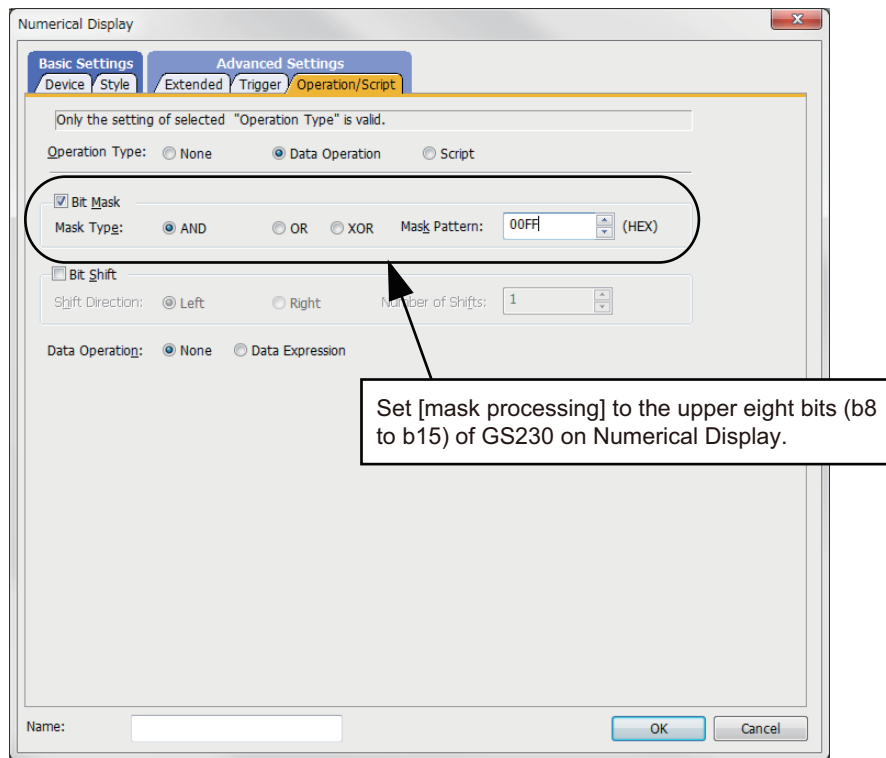 Numerical Display
Basic Settings Advanced Settings
Device Style Extended Trigger Operation/Script
Only the setting of selected "Operation Type" is valid.
Operation Type: None Data Operation Script
Bit Mask
Mask Type: AND OR XOR Mask Pattern: 00FF (HEX)
Bit Shift
Shift Direction: Left Right Number of Shifts: 1
Data Operation: None Data Expression
Set [mask processing] to the upper eight bits (b8
to b15) of GS230 on Numerical Display.
Name: OK Cancel